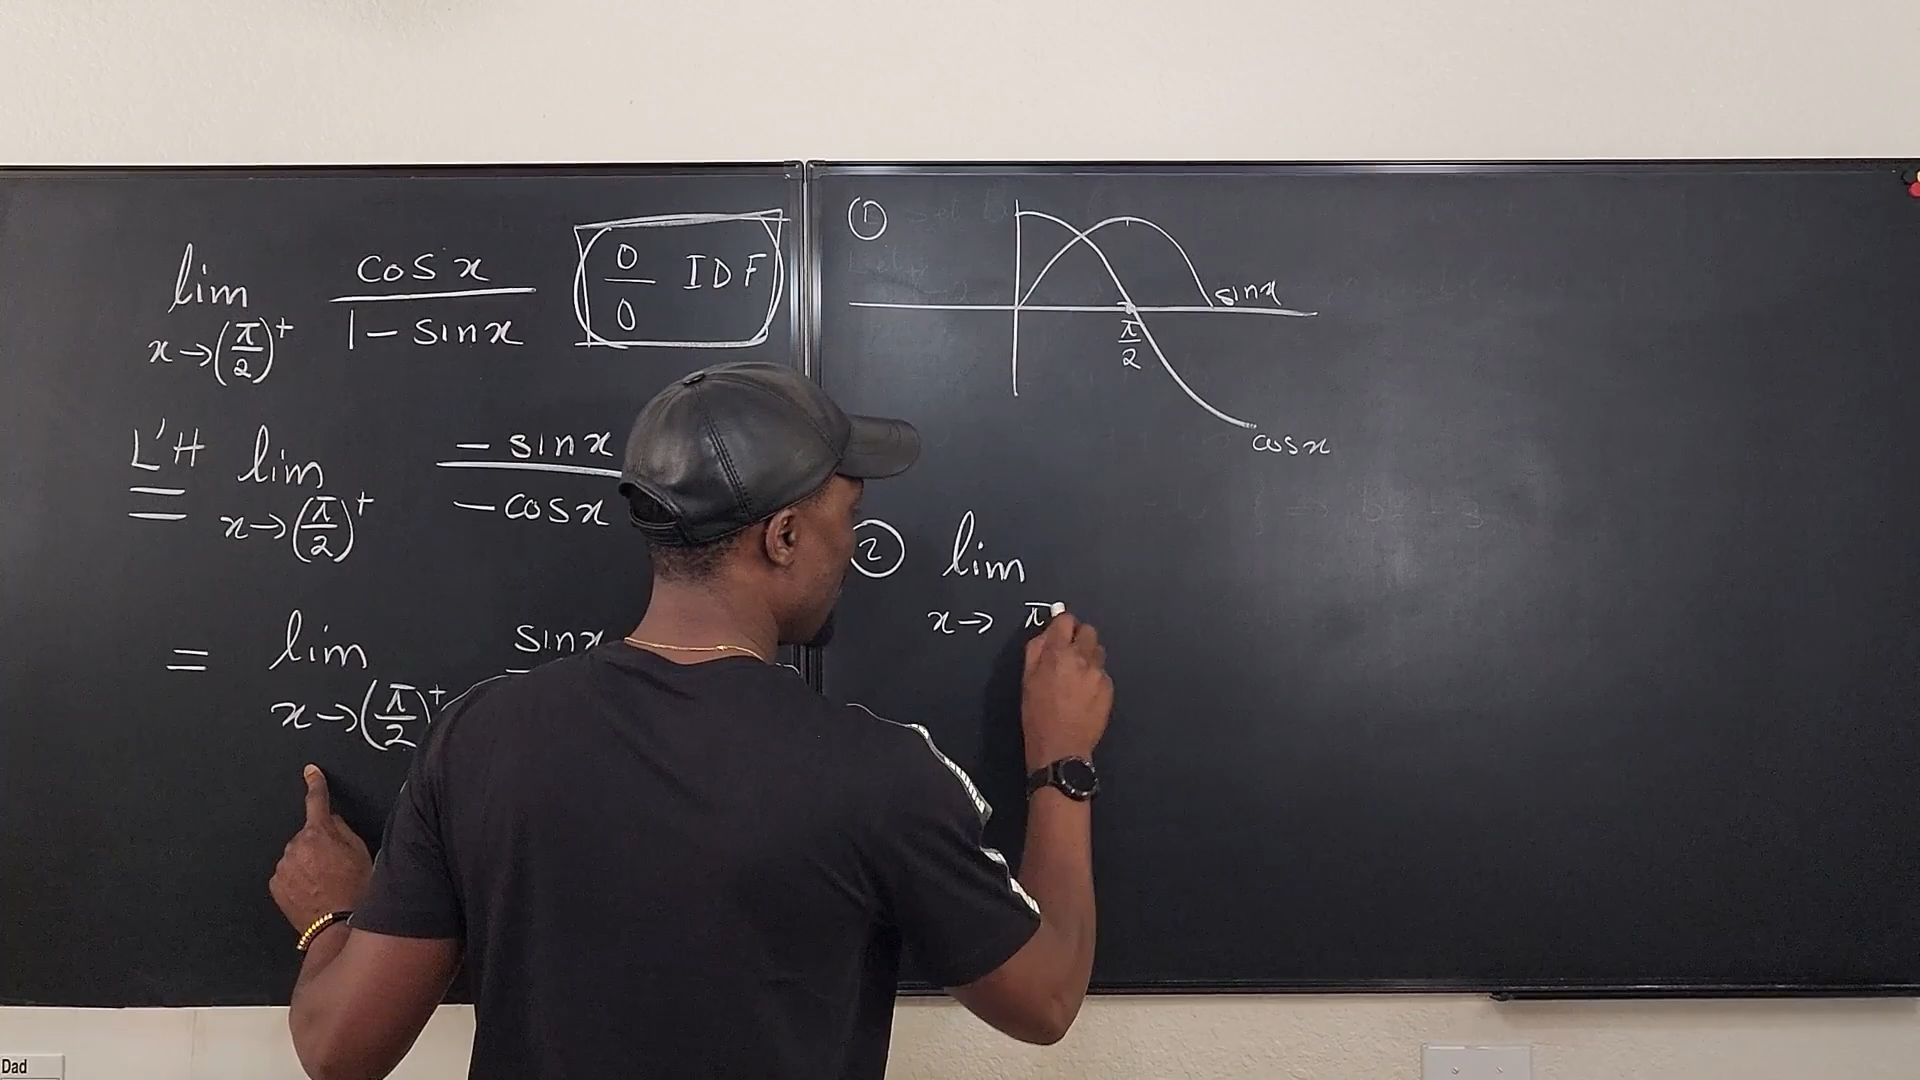 lim x→(π/2)⁺ cos x / 1 - sin x
0/0 IDF
L'H = lim x→(π/2)⁺ - sin x / - cos x
= lim x→(π/2)⁺ sin x
①
sin x
π/2
cos x
② lim x→ π
Dad